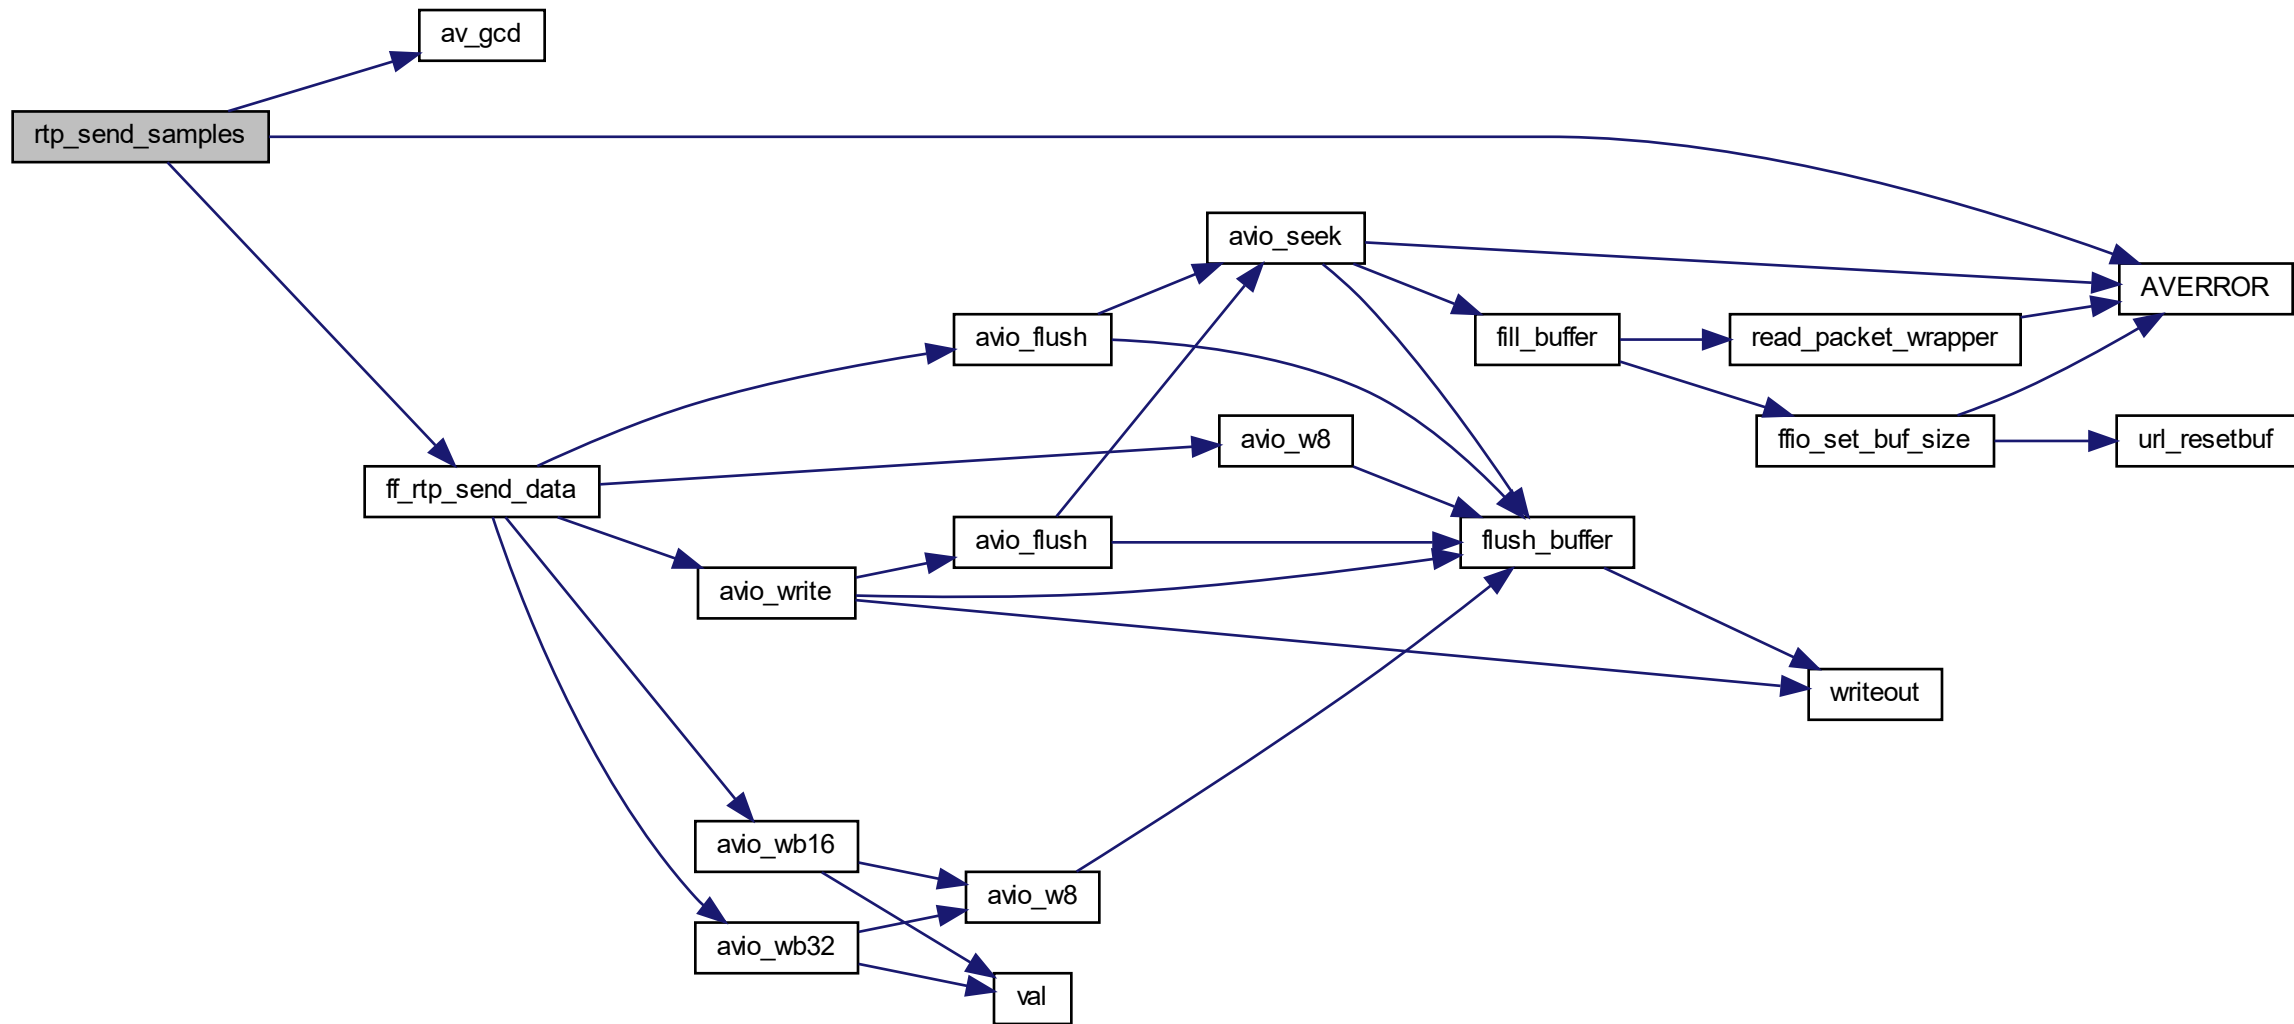 av_gcd
rtp_send_samples
avio_seek
AVERROR
avio_flush
fill_buffer
read_packet_wrapper
avio_w8
ffio_set_buf_size
url_resetbuf
ff_rtp_send_data
avio_flush
flush_buffer
avio_write
writeout
avio_wb16
avio_w8
avio_wb32
val